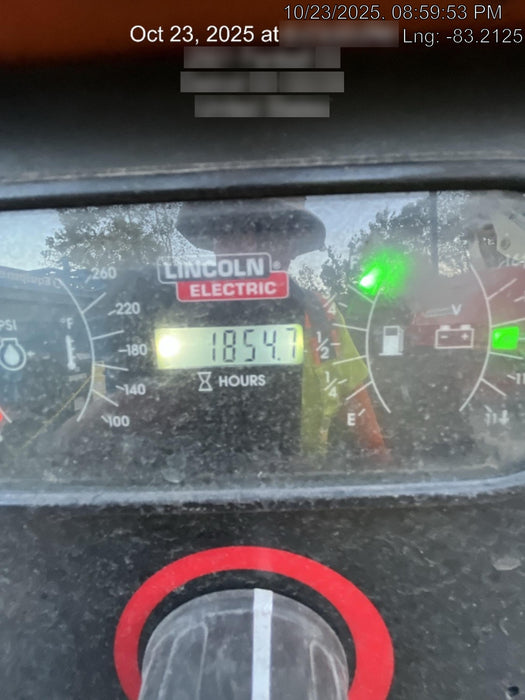 10/23/2025. 08:59:53 PM
Oct 23, 2025 at
Lng: -83.2125
LINCOLN®
ELECTRIC
1854.7
HOURS
PSI
°F
260
220
180
140
100
F
1/2
1/4
E
V